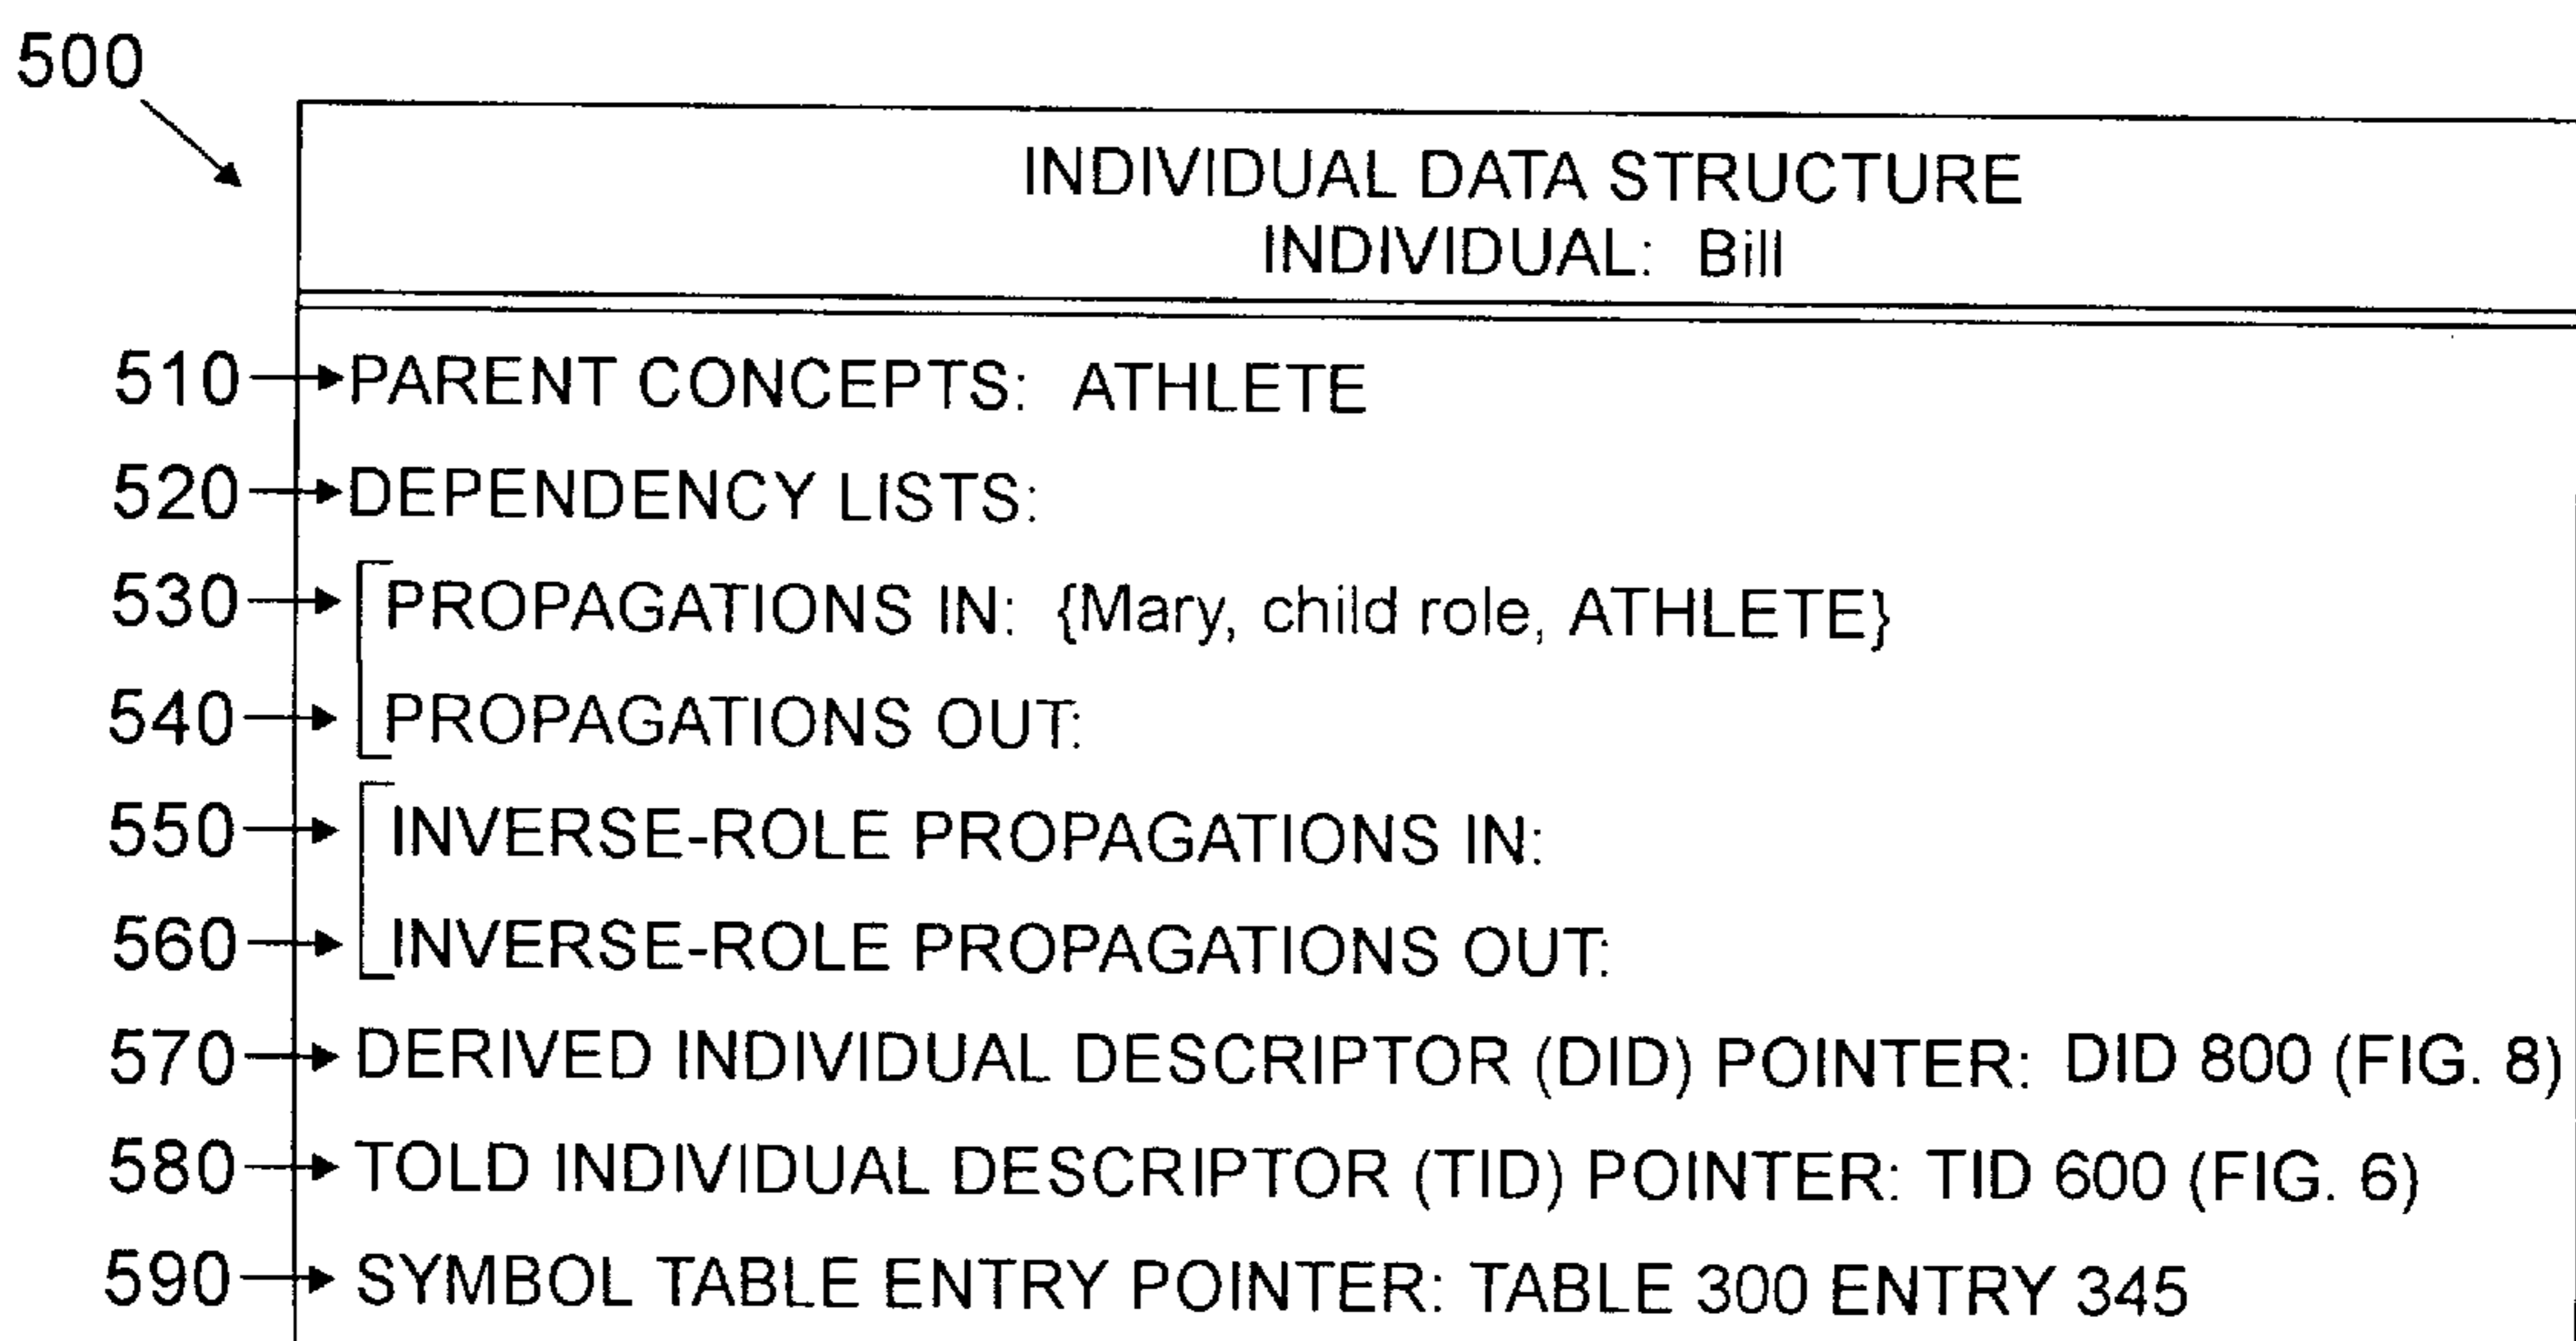 500
INDIVIDUAL DATA STRUCTURE
INDIVIDUAL: Bill
510 PARENT CONCEPTS: ATHLETE
520 DEPENDENCY LISTS:
530 PROPAGATIONS IN: {Mary, child role, ATHLETE}
540 PROPAGATIONS OUT:
550 INVERSE-ROLE PROPAGATIONS IN:
560 INVERSE-ROLE PROPAGATIONS OUT:
570 DERIVED INDIVIDUAL DESCRIPTOR (DID) POINTER: DID 800 (FIG. 8)
580 TOLD INDIVIDUAL DESCRIPTOR (TID) POINTER: TID 600 (FIG. 6)
590 SYMBOL TABLE ENTRY POINTER: TABLE 300 ENTRY 345